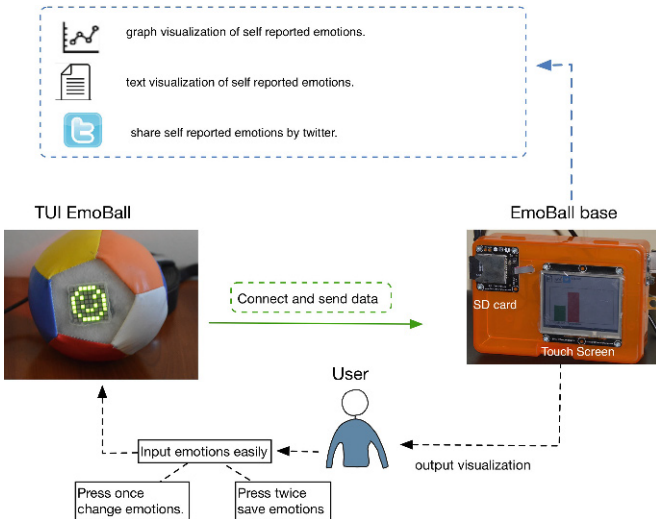 graph visualization of self reported emotions.
text visualization of self reported emotions.
share self reported emotions by twitter.
TUI EmoBall
EmoBall base
Connect and send data
SD card
Touch Screen
User
Input emotions easily
output visualization
Press once
change emotions.
Press twice
save emotions